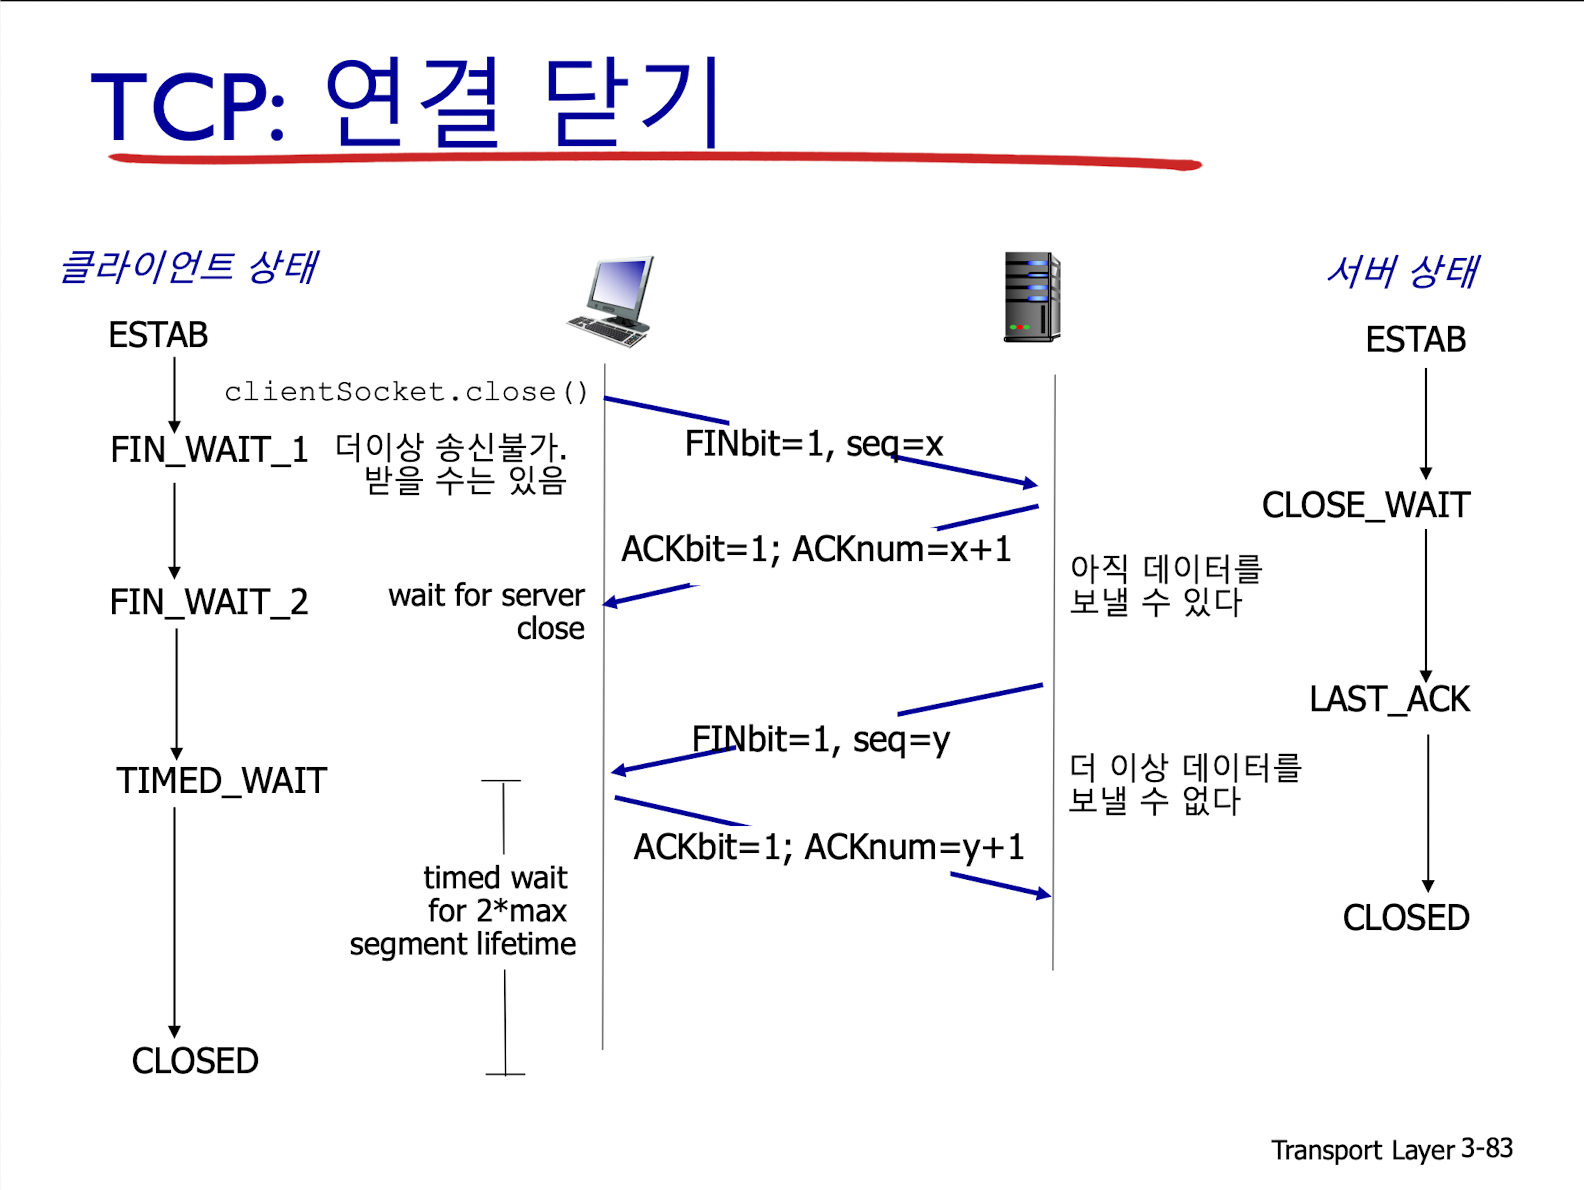 TCP: 연결 닫기
클라이언트 상태
서버 상태
ESTAB
ESTAB
clientSocket.close()
FIN_WAIT_1
더이상 송신불가.
받을 수는 있음
FINbit=1, seq=x
CLOSE_WAIT
ACKbit=1; ACKnum=x+1
아직 데이터를
보낼 수 있다
FIN_WAIT_2
wait for server
close
LAST_ACK
FINbit=1, seq=y
더 이상 데이터를
보낼 수 없다
TIMED_WAIT
ACKbit=1; ACKnum=y+1
timed wait
for 2*max
segment lifetime
CLOSED
CLOSED
Transport Layer 3-83